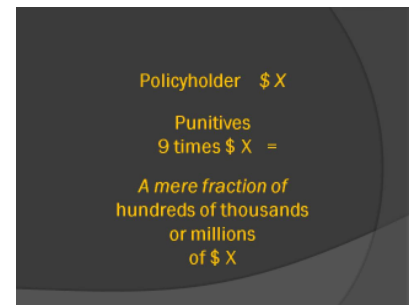 Policyholder $ X
Punitives
9 times $ X =
A mere fraction of
hundreds of thousands
or millions
of $ X